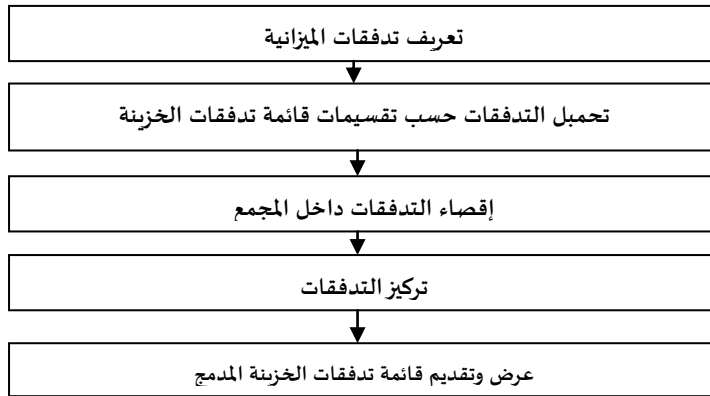 تعريف تدفقات الميزانية
تحمبل التدفقات حسب تقسيمات قائمة تدفقات الخزينة
إقصاء التدفقات داخل المجمع
تركيز التدفقات
عرض وتقديم قائمة تدفقات الخزينة المدمج